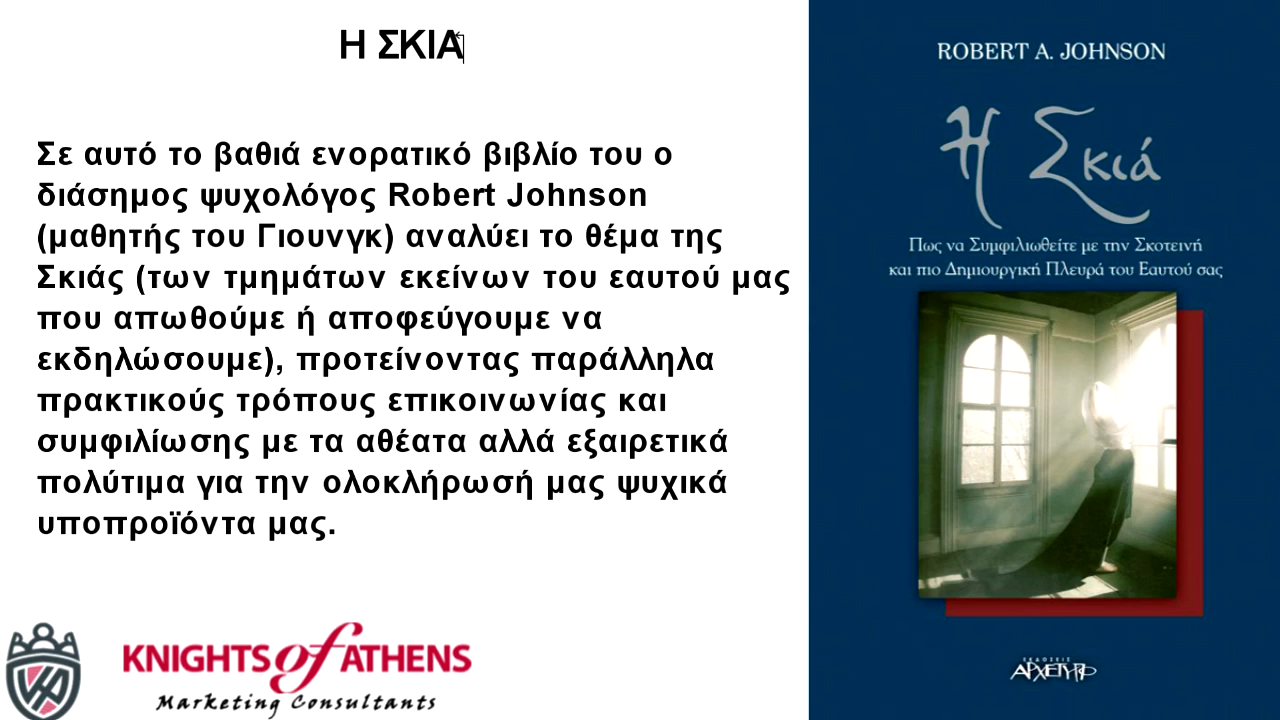 Η ΣΚΙΑ
Σε αυτό το βαθιά ενορατικό βιβλίο του ο
διάσημος ψυχολόγος Robert Johnson
(μαθητής του Γιουνγκ) αναλύει το θέμα της
Σκιάς (των τμημάτων εκείνων του εαυτού μας
που απωθούμε ή αποφεύγουμε να
εκδηλώσουμε), προτείνοντας παράλληλα
πρακτικούς τρόπους επικοινωνίας και
συμφιλίωσης με τα αθέατα αλλά εξαιρετικά
πολύτιμα για την ολοκλήρωσή μας ψυχικά
υποπροϊόντα μας.
KNIGHTS of ATHENS
Marketing Consultants
ROBERT A. JOHNSON
Η Σκιά
Πως να Συμφιλιωθείτε με την Σκοτεινή
και πιο Δημιουργική Πλευρά του Εαυτού σας
ΕΚΔΟΣΕΙΣ
ΑΡΧΕΤΥΠΟ